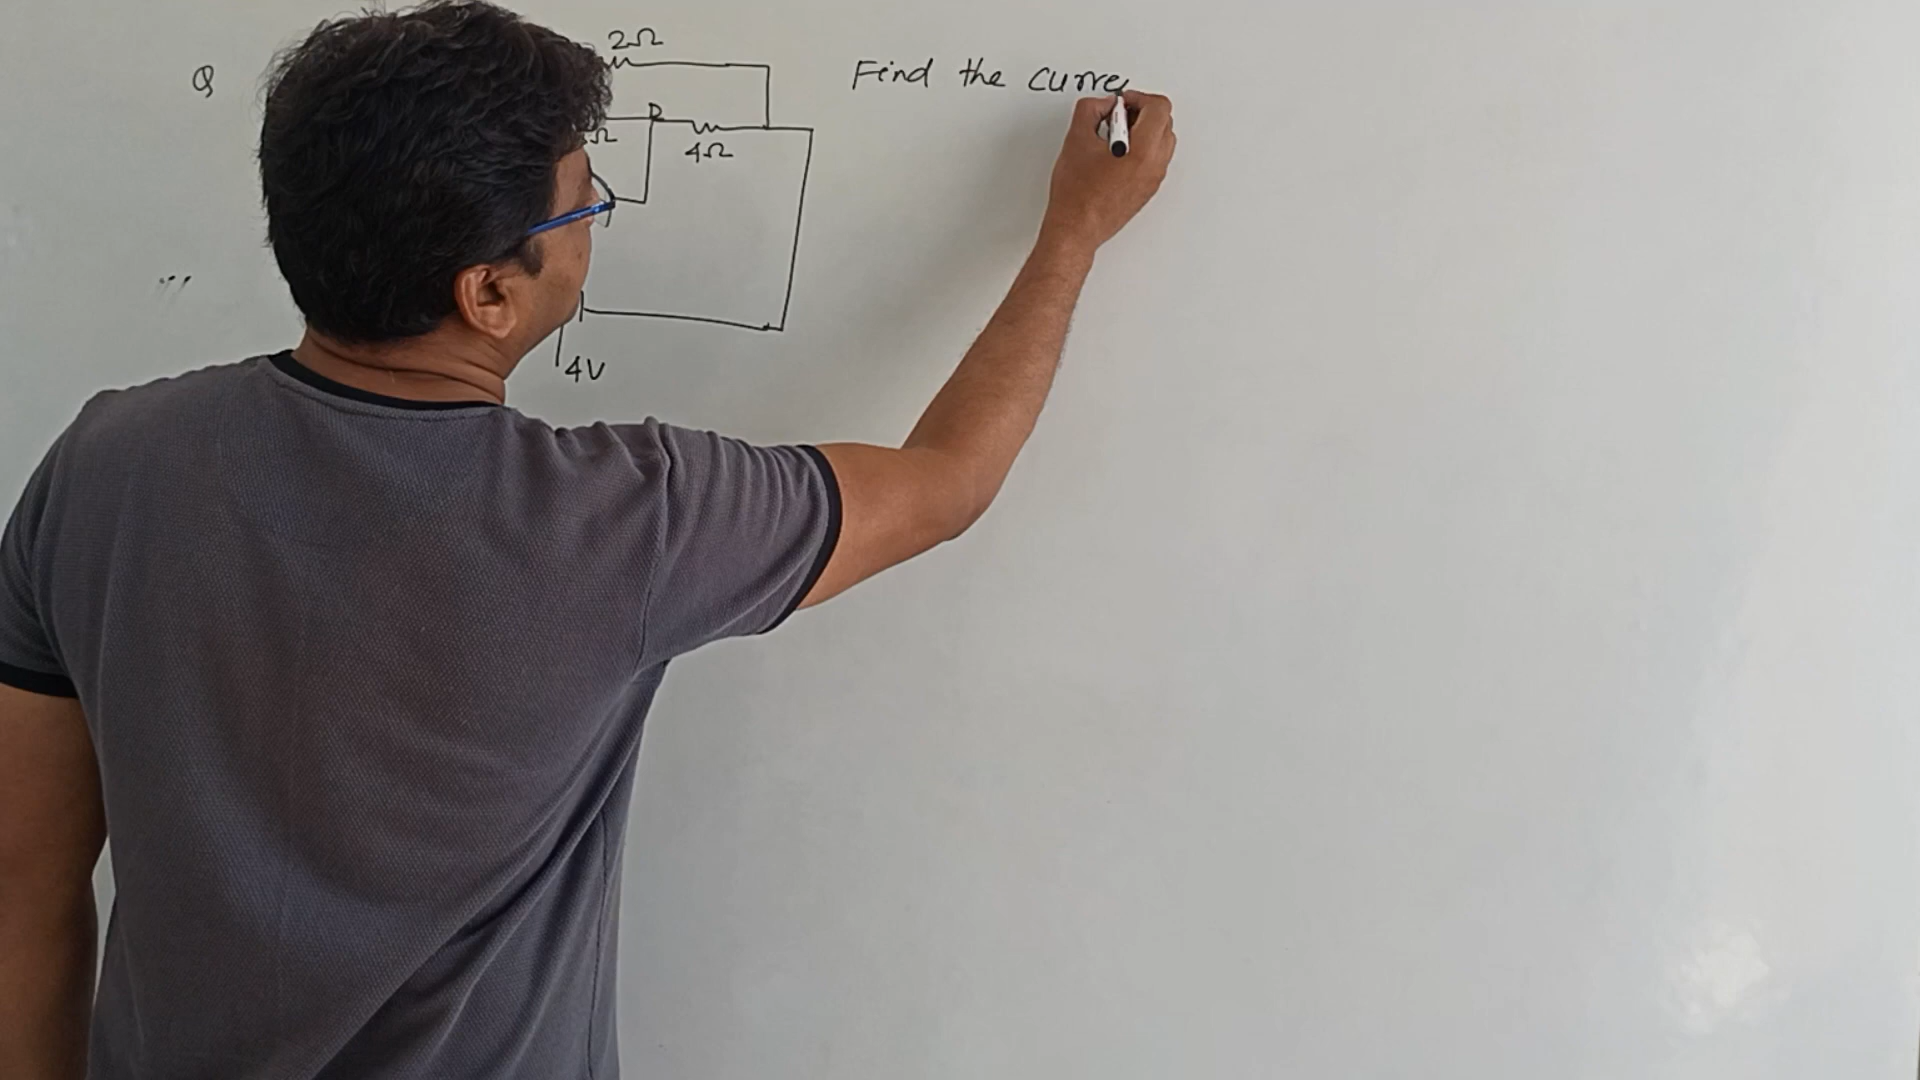 Q
2Ω
Find the curre
Ω
4Ω
4V